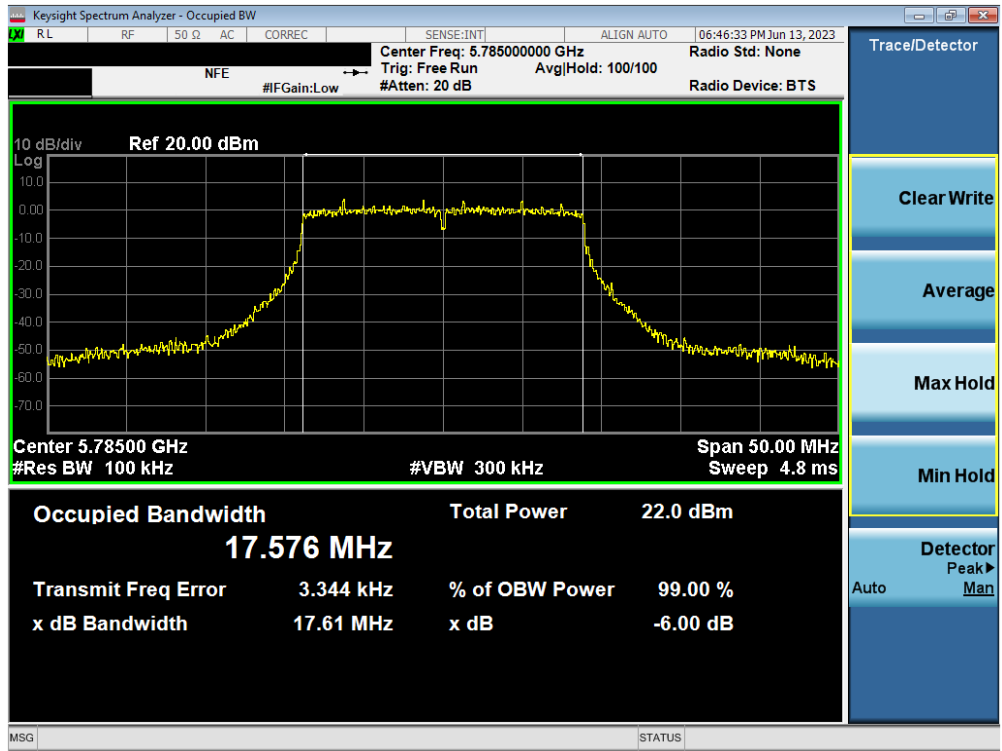 Keysight Spectrum Analyzer - Occupied BW
LXI RL RF 50 Ω AC CORREC SENSE:INT ALIGN AUTO 06:46:33 PM Jun 13, 2023
Center Freq: 5.785000000 GHz Radio Std: None
NFE Trig: Free Run Avg|Hold: 100/100
#IFGain:Low #Atten: 20 dB Radio Device: BTS
10 dB/div Ref 20.00 dBm
Log
10.0
0.00
-10.0
-20.0
-30.0
-40.0
-50.0
-60.0
-70.0
Center 5.78500 GHz Span 50.00 MHz
#Res BW 100 kHz #VBW 300 kHz Sweep 4.8 ms
Occupied Bandwidth Total Power 22.0 dBm
17.576 MHz
Transmit Freq Error 3.344 kHz % of OBW Power 99.00 %
x dB Bandwidth 17.61 MHz x dB -6.00 dB
MSG STATUS
Trace/Detector
Clear Write
Average
Max Hold
Min Hold
Detector
Peak▶
Auto Man